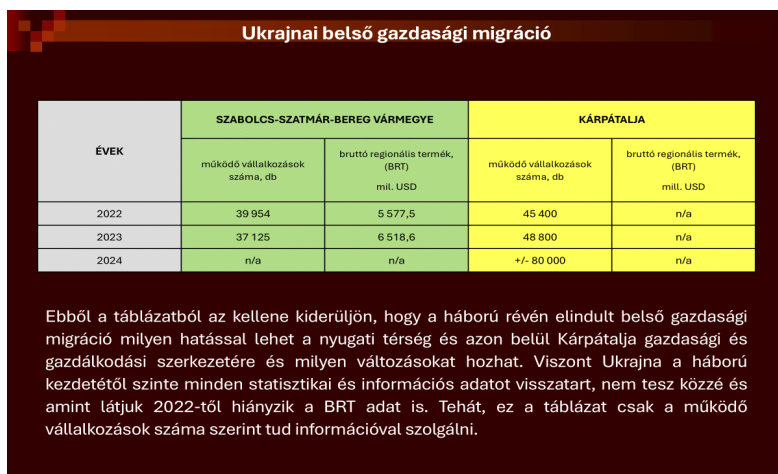 Ukrajnai belső gazdasági migráció
ÉVEK
SZABOLCS-SZATMÁR-BEREG VÁRMEGYE
KÁRPÁTALJA
működő vállalkozások
száma, db
bruttó regionális termék,
(BRT)
mil. USD
működő vállalkozások
száma, db
bruttó regionális termék,
(BRT)
mill. USD
2022 39 954 5 577,5 45 400 n/a
2023 37 125 6 518,6 48 800 n/a
2024 n/a n/a +/- 80 000 n/a
Ebből a táblázatból az kellene kiderüljön, hogy a háború révén elindult belső gazdasági
migráció milyen hatással lehet a nyugati térség és azon belül Kárpátalja gazdasági és
gazdálkodási szerkezetére és milyen változásokat hozhat. Viszont Ukrajna a háború
kezdetétől szinte minden statisztikai és információs adatot visszatart, nem tesz közzé és
amint látjuk 2022-től hiányzik a BRT adat is. Tehát, ez a táblázat csak a működő
vállalkozások száma szerint tud információval szolgálni.